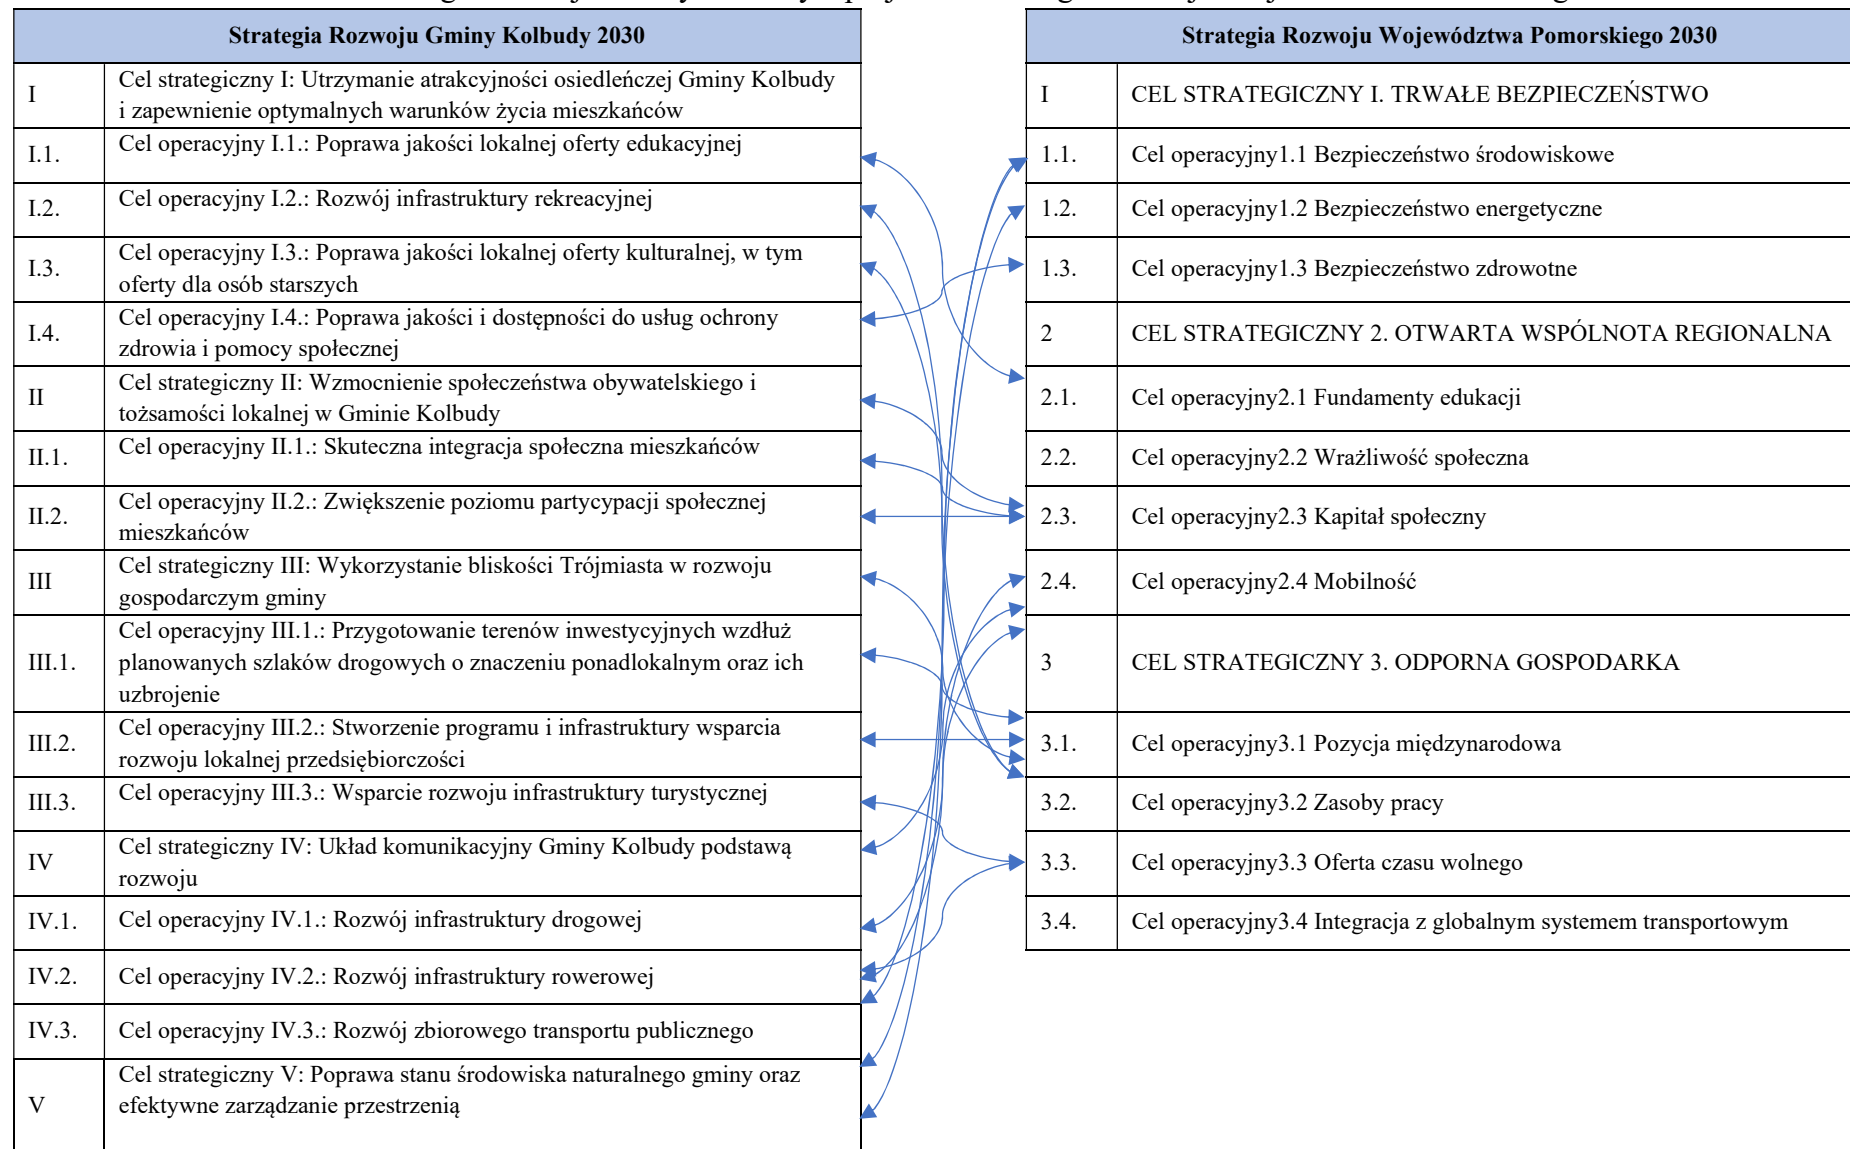 Strategia Rozwoju Gminy Kolbudy 2030
I
Cel strategiczny I: Utrzymanie atrakcyjności osiedleńczej Gminy Kolbudy
i zapewnienie optymalnych warunków życia mieszkańców
I.1.
Cel operacyjny I.1.: Poprawa jakości lokalnej oferty edukacyjnej
I.2.
Cel operacyjny I.2.: Rozwój infrastruktury rekreacyjnej
I.3.
Cel operacyjny I.3.: Poprawa jakości lokalnej oferty kulturalnej, w tym
oferty dla osób starszych
I.4.
Cel operacyjny I.4.: Poprawa jakości i dostępności do usług ochrony
zdrowia i pomocy społecznej
II
Cel strategiczny II: Wzmocnienie społeczeństwa obywatelskiego i
tożsamości lokalnej w Gminie Kolbudy
II.1.
Cel operacyjny II.1.: Skuteczna integracja społeczna mieszkańców
II.2.
Cel operacyjny II.2.: Zwiększenie poziomu partycypacji społecznej
mieszkańców
III
Cel strategiczny III: Wykorzystanie bliskości Trójmiasta w rozwoju
gospodarczym gminy
III.1.
Cel operacyjny III.1.: Przygotowanie terenów inwestycyjnych wzdłuż
planowanych szlaków drogowych o znaczeniu ponadlokalnym oraz ich
uzbrojenie
III.2.
Cel operacyjny III.2.: Stworzenie programu i infrastruktury wsparcia
rozwoju lokalnej przedsiębiorczości
III.3.
Cel operacyjny III.3.: Wsparcie rozwoju infrastruktury turystycznej
IV
Cel strategiczny IV: Układ komunikacyjny Gminy Kolbudy podstawą
rozwoju
IV.1.
Cel operacyjny IV.1.: Rozwój infrastruktury drogowej
IV.2.
Cel operacyjny IV.2.: Rozwój infrastruktury rowerowej
IV.3.
Cel operacyjny IV.3.: Rozwój zbiorowego transportu publicznego
V
Cel strategiczny V: Poprawa stanu środowiska naturalnego gminy oraz
efektywne zarządzanie przestrzenią
Strategia Rozwoju Województwa Pomorskiego 2030
I
CEL STRATEGICZNY I. TRWAŁE BEZPIECZEŃSTWO
1.1.
Cel operacyjny1.1 Bezpieczeństwo środowiskowe
1.2.
Cel operacyjny1.2 Bezpieczeństwo energetyczne
1.3.
Cel operacyjny1.3 Bezpieczeństwo zdrowotne
2
CEL STRATEGICZNY 2. OTWARTA WSPÓLNOTA REGIONALNA
2.1.
Cel operacyjny2.1 Fundamenty edukacji
2.2.
Cel operacyjny2.2 Wrażliwość społeczna
2.3.
Cel operacyjny2.3 Kapitał społeczny
2.4.
Cel operacyjny2.4 Mobilność
3
CEL STRATEGICZNY 3. ODPORNA GOSPODARKA
3.1.
Cel operacyjny3.1 Pozycja międzynarodowa
3.2.
Cel operacyjny3.2 Zasoby pracy
3.3.
Cel operacyjny3.3 Oferta czasu wolnego
3.4.
Cel operacyjny3.4 Integracja z globalnym systemem transportowym